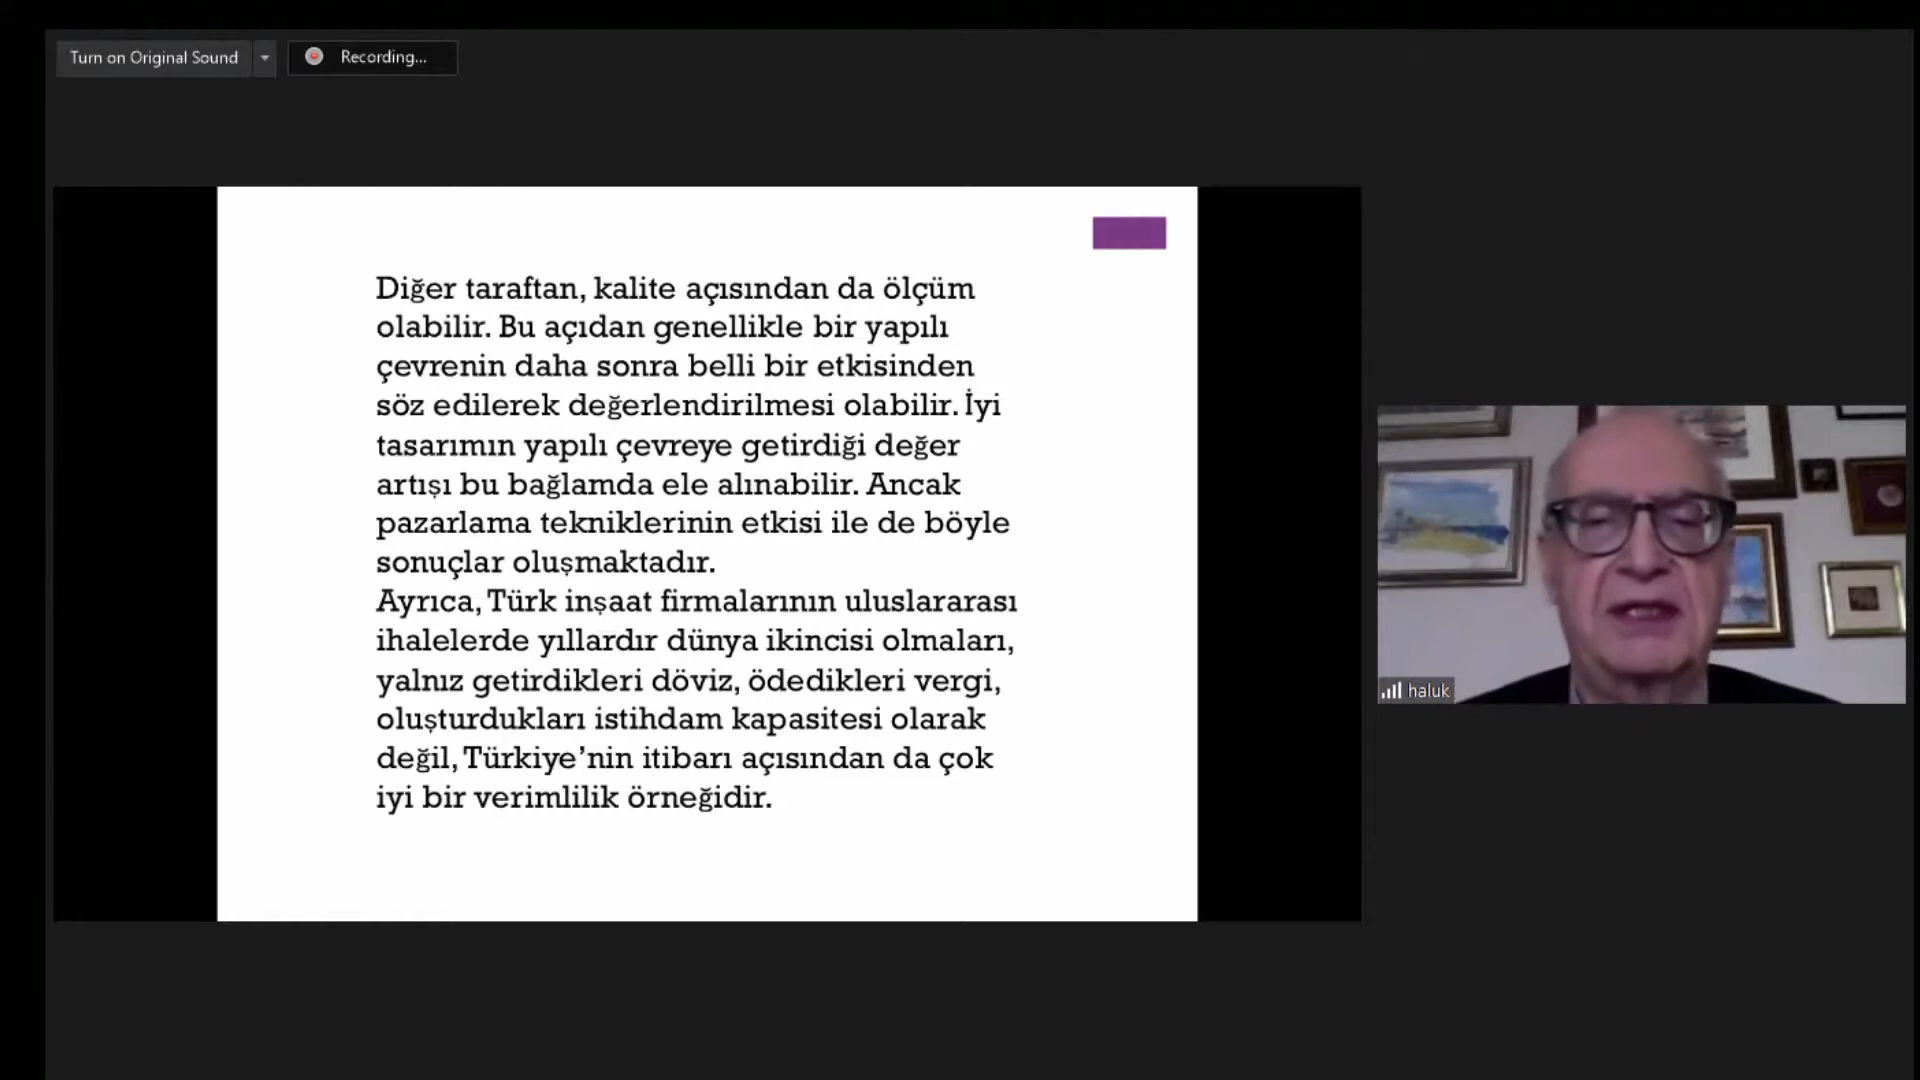 Turn on Original Sound
Recording...
Diğer taraftan, kalite açısından da ölçüm
olabilir. Bu açıdan genellikle bir yapılı
çevrenin daha sonra belli bir etkisinden
söz edilerek değerlendirilmesi olabilir. İyi
tasarımın yapılı çevreye getirdiği değer
artışı bu bağlamda ele alınabilir. Ancak
pazarlama tekniklerinin etkisi ile de böyle
sonuçlar oluşmaktadır.
Ayrıca, Türk inşaat firmalarının uluslararası
ihalelerde yıllardır dünya ikincisi olmaları,
yalnız getirdikleri döviz, ödedikleri vergi,
oluşturdukları istihdam kapasitesi olarak
değil, Türkiye’nin itibarı açısından da çok
iyi bir verimlilik örneğidir.
haluk